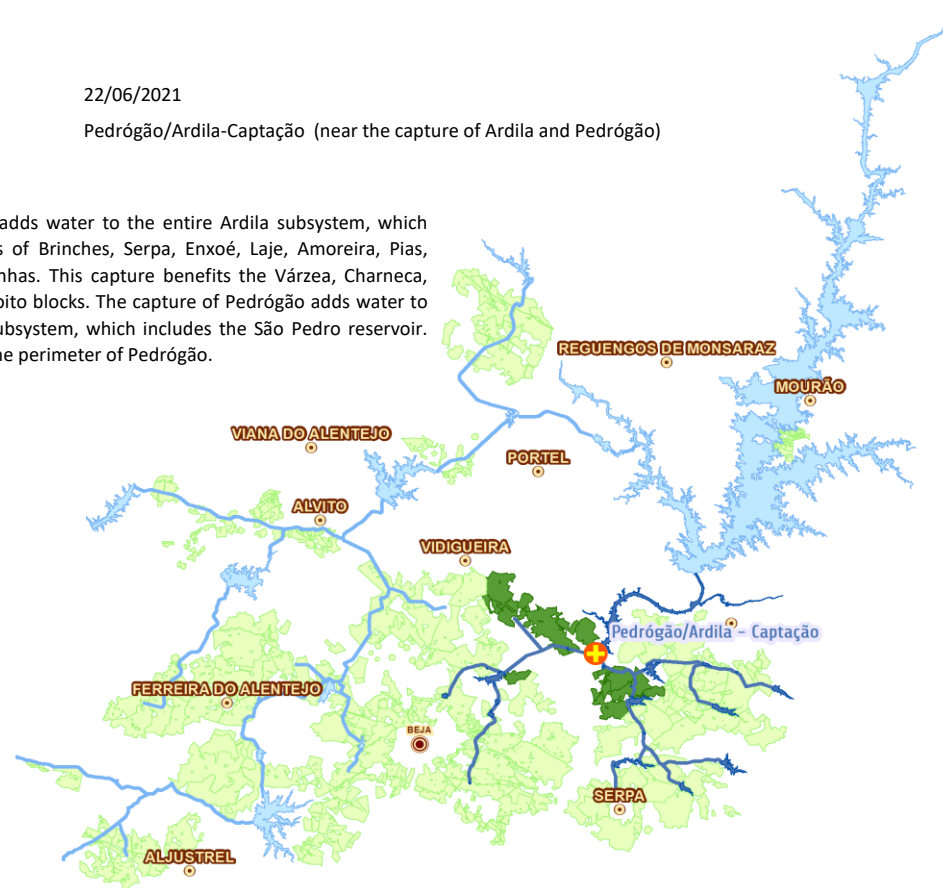 22/06/2021
Pedrógão/Ardila-Captação (near the capture of Ardila and Pedrógão)
adds water to the entire Ardila subsystem, which
s of Brinches, Serpa, Enxoé, Laje, Amoreira, Pias,
nhas. This capture benefits the Várzea, Charneca,
bito blocks. The capture of Pedrógão adds water to
ubsystem, which includes the São Pedro reservoir.
he perimeter of Pedrógão.
REGUENGOS DE MONSARAZ
MOURÃO
VIANA DO ALENTEJO
PORTEL
ALVITO
VIDIGUEIRA
Pedrógão/Ardila - Captação
FERREIRA DO ALENTEJO
BEJA
SERPA
ALJUSTREL